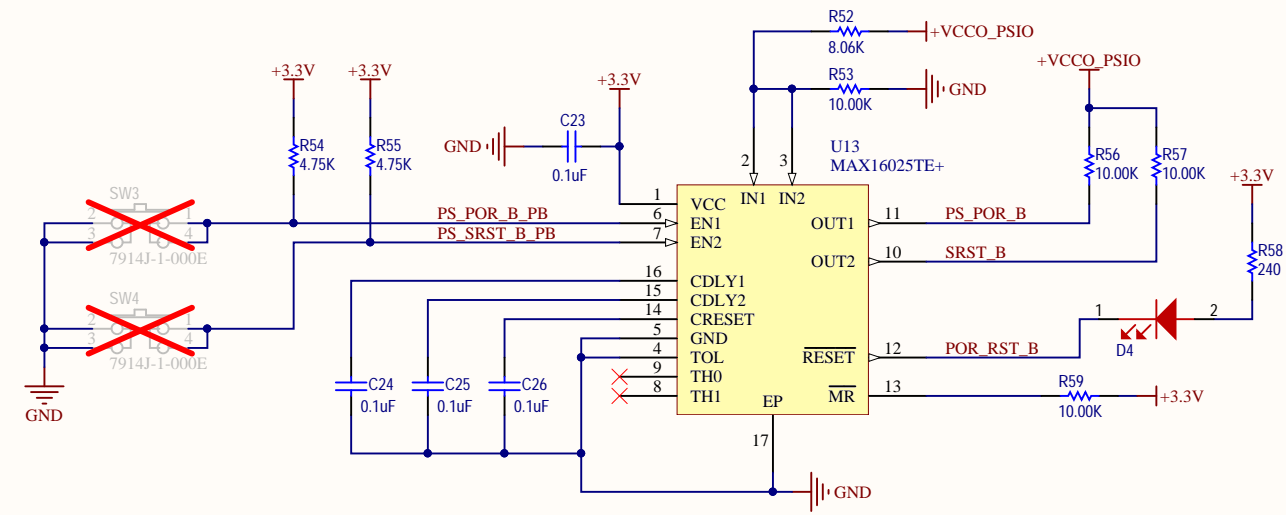 R52
8.06K
+VCCO_PSIO
R53
10.00K
GND
+3.3V
+3.3V
+3.3V
+VCCO_PSIO
R54
4.75K
R55
4.75K
GND
C23
0.1uF
2
3
U13
MAX16025TE+
R56
10.00K
R57
10.00K
+3.3V
SW3
2
1
3
4
7914J-1-000E
PS_POR_B_PB
PS_SRST_B_PB
1
VCC
6
EN1
7
EN2
IN1
IN2
OUT1
11
PS_POR_B
OUT2
10
SRST_B
R58
240
16
CDLY1
15
CDLY2
14
CRESET
5
GND
4
TOL
9
TH0
8
TH1
RESET
12
POR_RST_B
1
2
D4
MR
13
R59
10.00K
+3.3V
EP
17
GND
SW4
2
1
3
4
7914J-1-000E
GND
C24
0.1uF
C25
0.1uF
C26
0.1uF